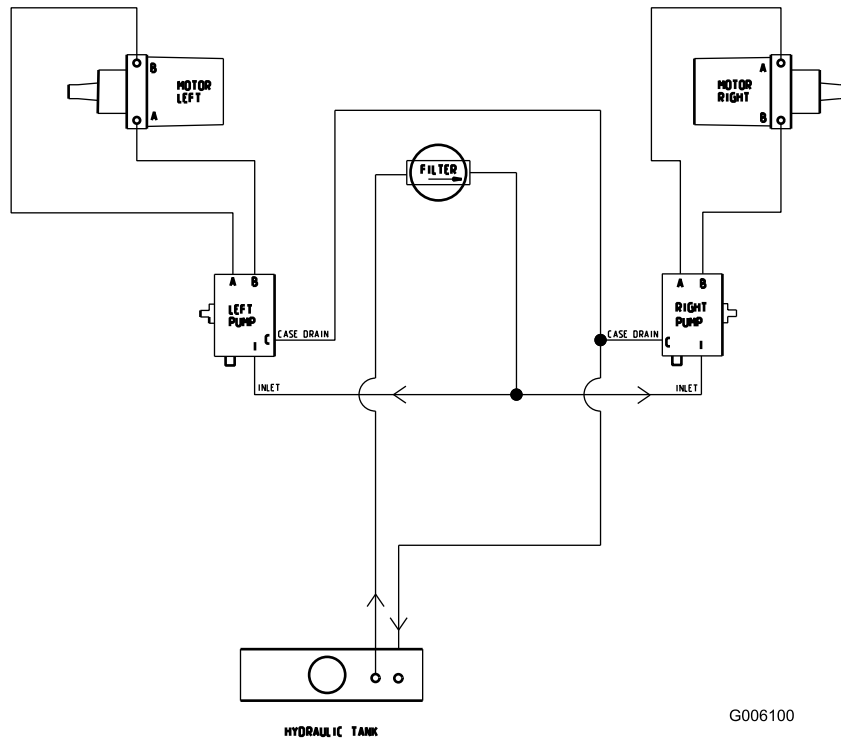 B
MOTOR
LEFT
A
A
MOTOR
RIGHT
B
FILTER
A B
LEFT
PUMP
C
I
CASE DRAIN
INLET
A B
RIGHT
PUMP
C
I
CASE DRAIN
INLET
HYDRAULIC TANK
G006100